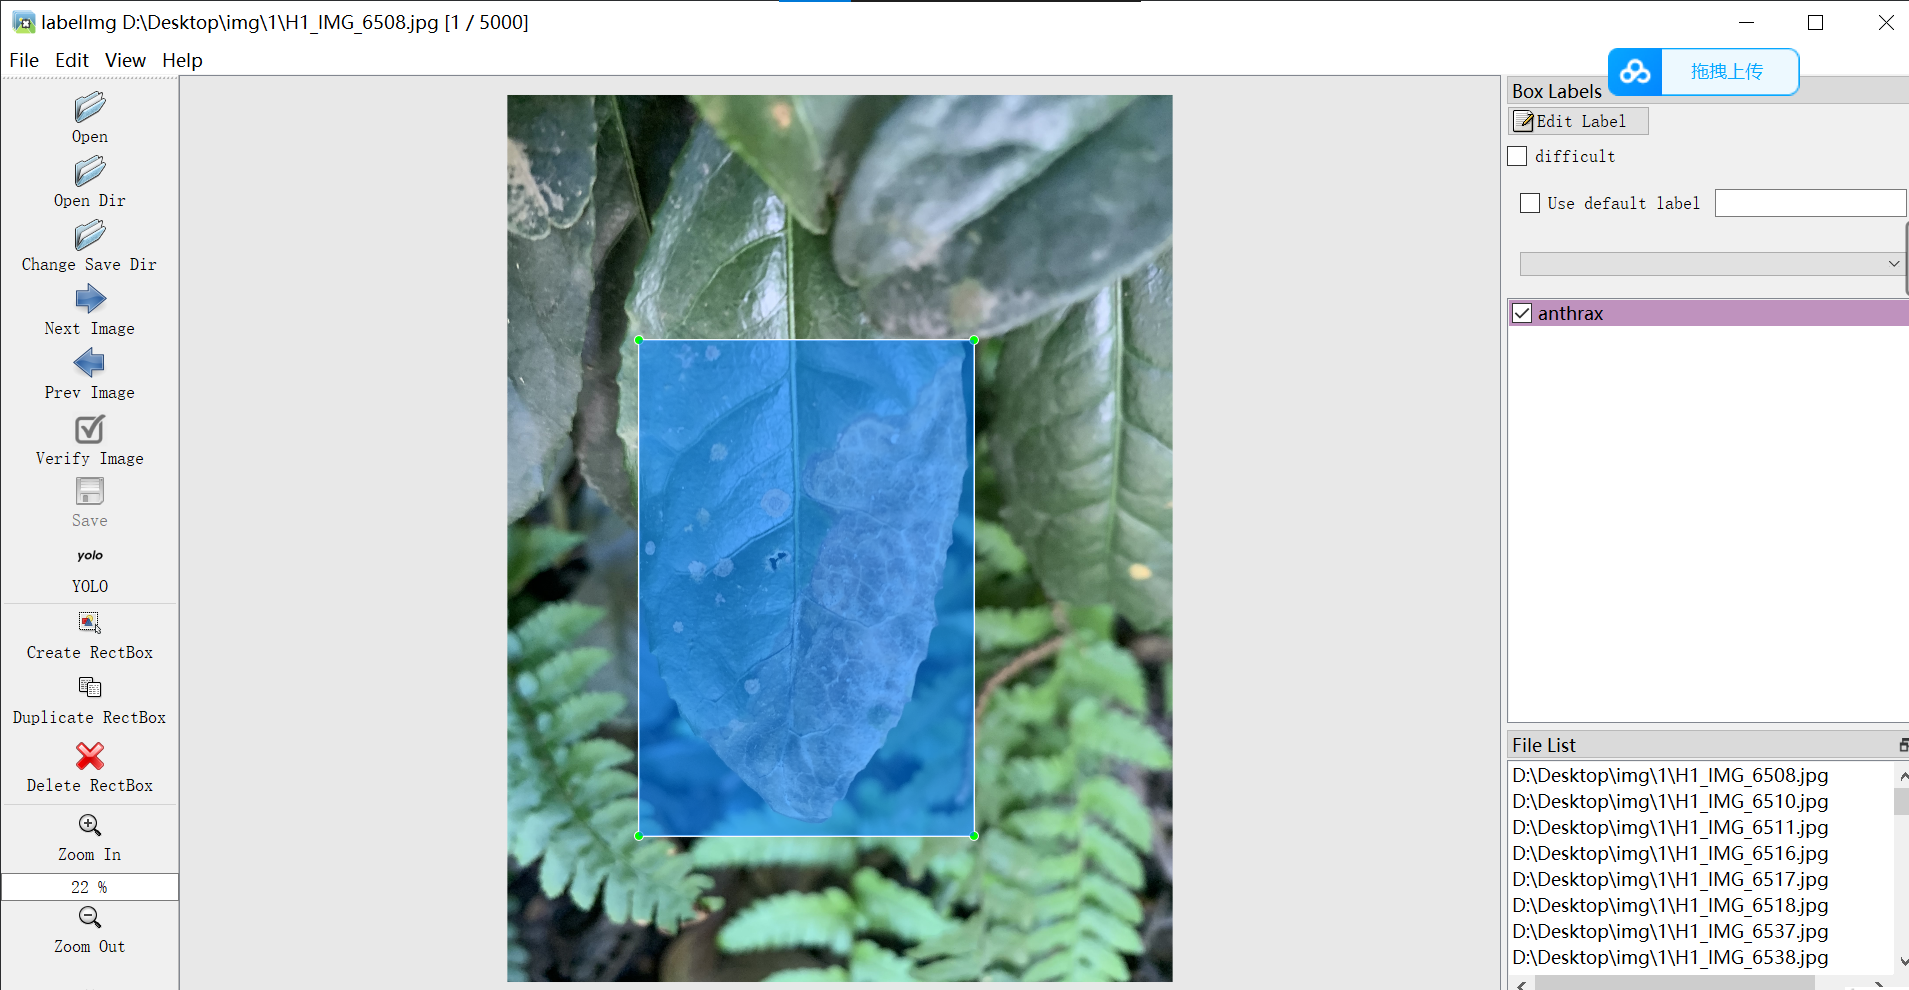 labelImg D:\Desktop\img\1\H1_IMG_6508.jpg [1 / 5000]
File Edit View Help
拖拽上传
Open
Open Dir
Change Save Dir
Next Image
Prev Image
Verify Image
Save
yolo
YOLO
Create RectBox
Duplicate RectBox
Delete RectBox
Zoom In
22 %
Zoom Out
Box Labels
Edit Label
difficult
Use default label
anthrax
File List
D:\Desktop\img\1\H1_IMG_6508.jpg
D:\Desktop\img\1\H1_IMG_6510.jpg
D:\Desktop\img\1\H1_IMG_6511.jpg
D:\Desktop\img\1\H1_IMG_6516.jpg
D:\Desktop\img\1\H1_IMG_6517.jpg
D:\Desktop\img\1\H1_IMG_6518.jpg
D:\Desktop\img\1\H1_IMG_6537.jpg
D:\Desktop\img\1\H1_IMG_6538.jpg